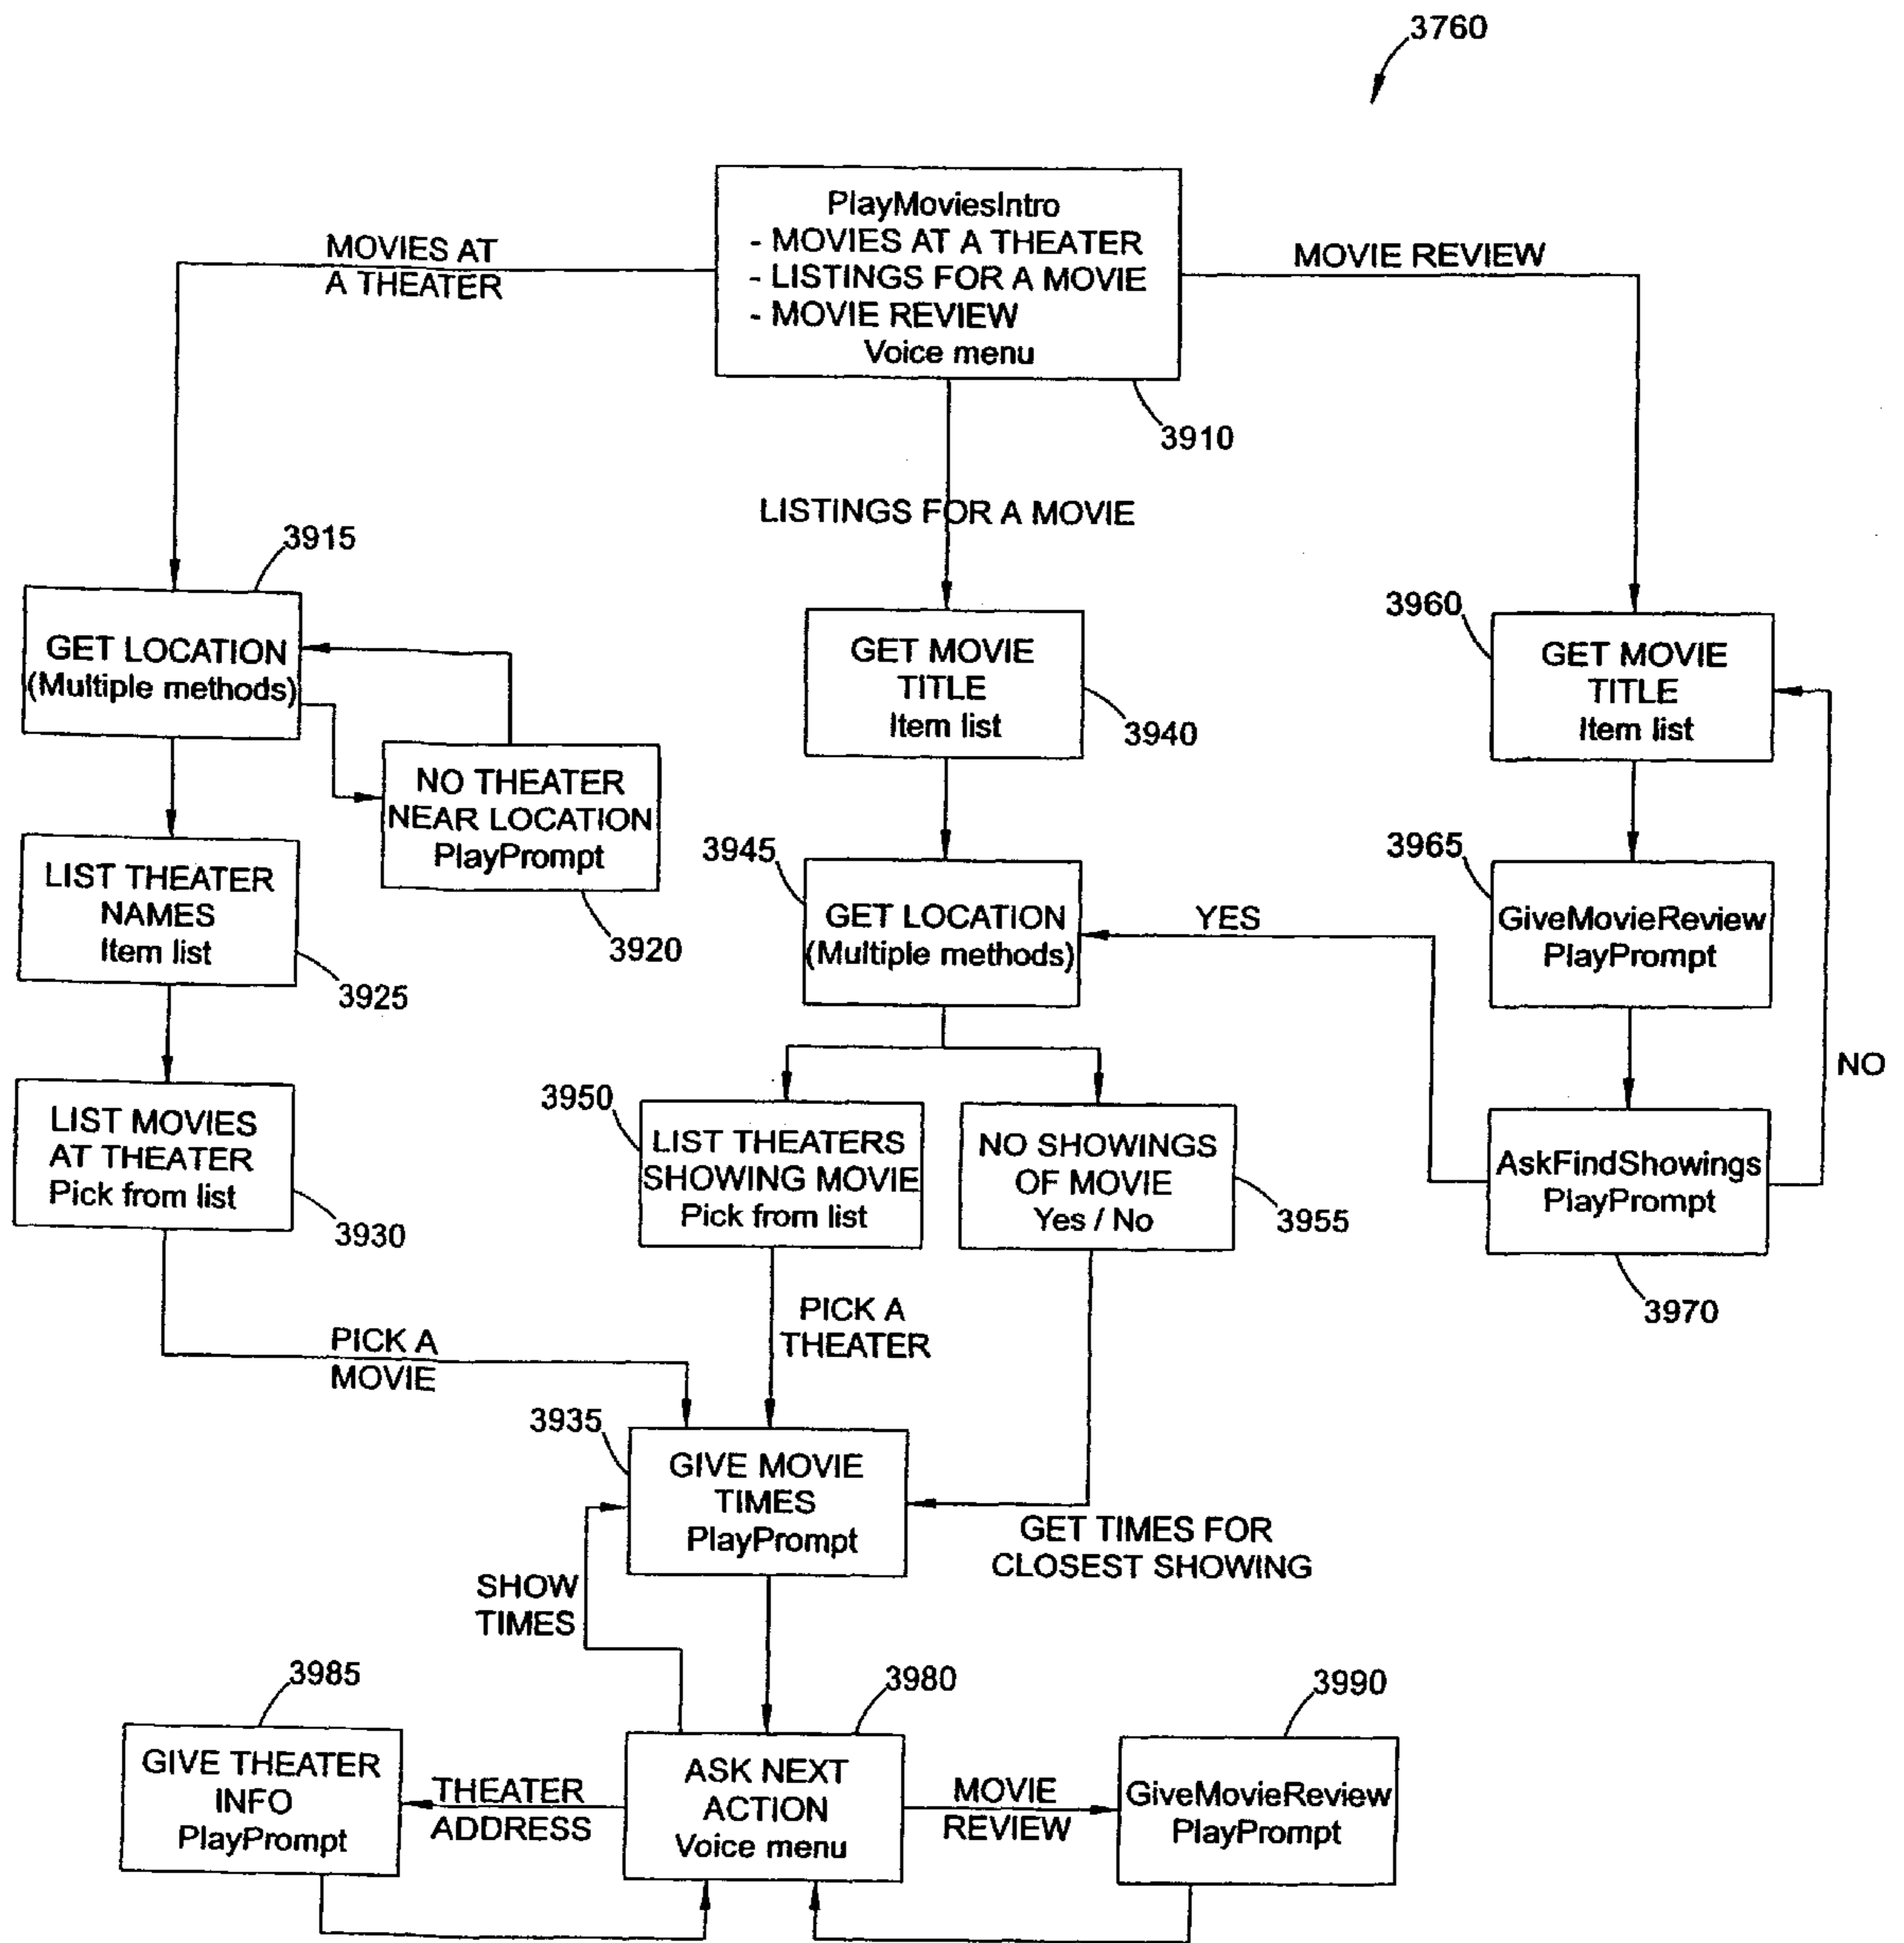 3760
PlayMoviesIntro
- MOVIES AT A THEATER
- LISTINGS FOR A MOVIE
- MOVIE REVIEW
Voice menu
3910
MOVIES AT
A THEATER
MOVIE REVIEW
LISTINGS FOR A MOVIE
3915
GET LOCATION
(Multiple methods)
NO THEATER
NEAR LOCATION
PlayPrompt
3920
LIST THEATER
NAMES
Item list
3925
LIST MOVIES
AT THEATER
Pick from list
3930
PICK A
MOVIE
GET MOVIE
TITLE
Item list
3940
3945
GET LOCATION
(Multiple methods)
YES
3950
LIST THEATERS
SHOWING MOVIE
Pick from list
NO SHOWINGS
OF MOVIE
Yes / No
3955
PICK A
THEATER
3960
GET MOVIE
TITLE
Item list
3965
GiveMovieReview
PlayPrompt
NO
AskFindShowings
PlayPrompt
3970
3935
GIVE MOVIE
TIMES
PlayPrompt
GET TIMES FOR
CLOSEST SHOWING
SHOW
TIMES
3985
GIVE THEATER
INFO
PlayPrompt
THEATER
ADDRESS
3980
ASK NEXT
ACTION
Voice menu
MOVIE
REVIEW
3990
GiveMovieReview
PlayPrompt